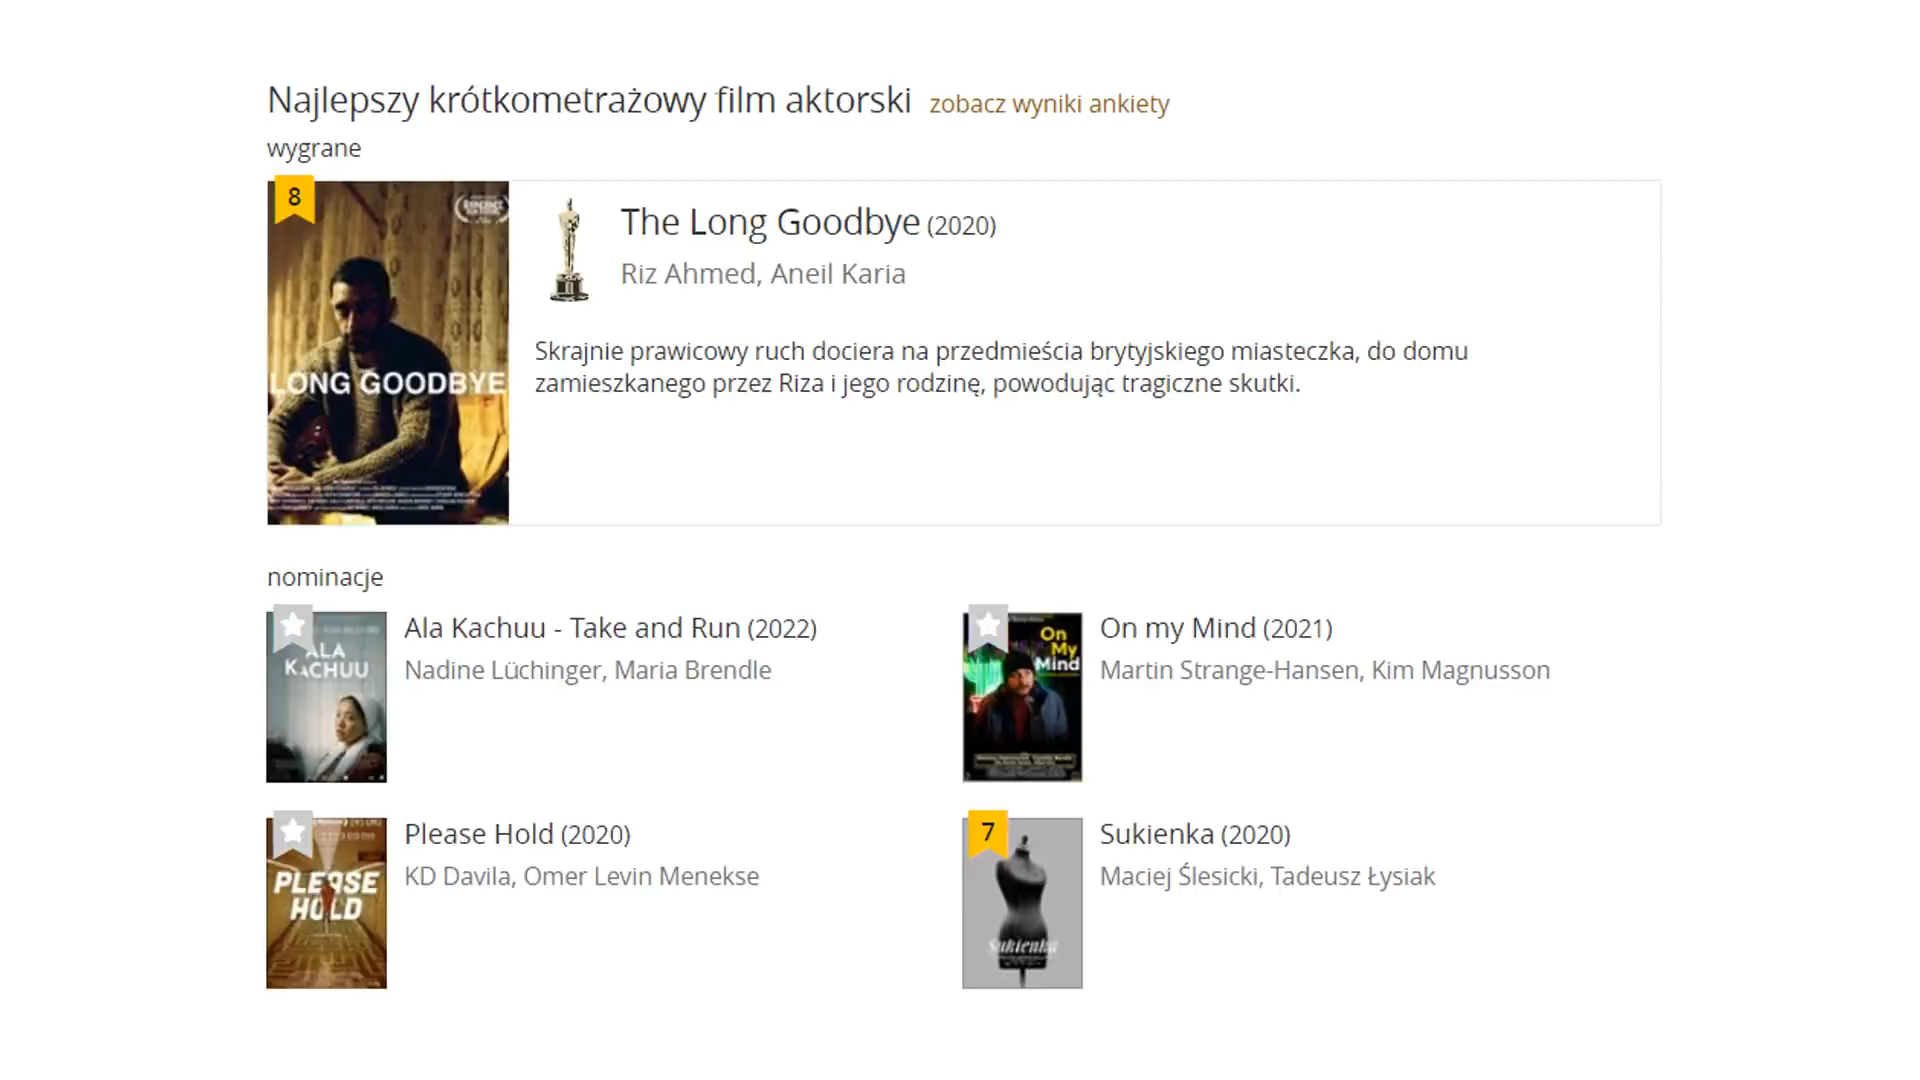 Najlepszy krótkometrażowy film aktorski zobacz wyniki ankiety
wygrane
8
LONG GOODBYE
The Long Goodbye (2020)
Riz Ahmed, Aneil Karia
Skrajnie prawicowy ruch dociera na przedmieścia brytyjskiego miasteczka, do domu
zamieszkanego przez Riza i jego rodzinę, powodując tragiczne skutki.
nominacje
ALA
KACHUU
Ala Kachuu - Take and Run (2022)
Nadine Lüchinger, Maria Brendle
On
My
Mind
On my Mind (2021)
Martin Strange-Hansen, Kim Magnusson
PLEASE
HOLD
Please Hold (2020)
KD Davila, Omer Levin Menekse
7
Sukienka
Sukienka (2020)
Maciej Ślesicki, Tadeusz Łysiak